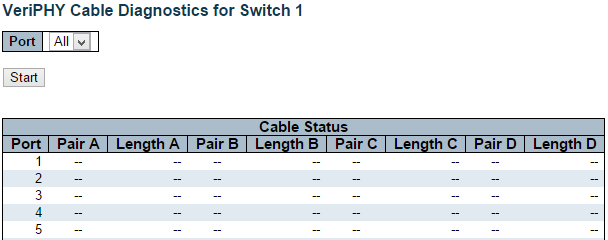 VeriPHY Cable Diagnostics for Switch 1
Port All
Start
Cable Status
Port Pair A Length A Pair B Length B Pair C Length C Pair D Length D
1 -- -- -- -- -- -- -- --
2 -- -- -- -- -- -- -- --
3 -- -- -- -- -- -- -- --
4 -- -- -- -- -- -- -- --
5 -- -- -- -- -- -- -- --